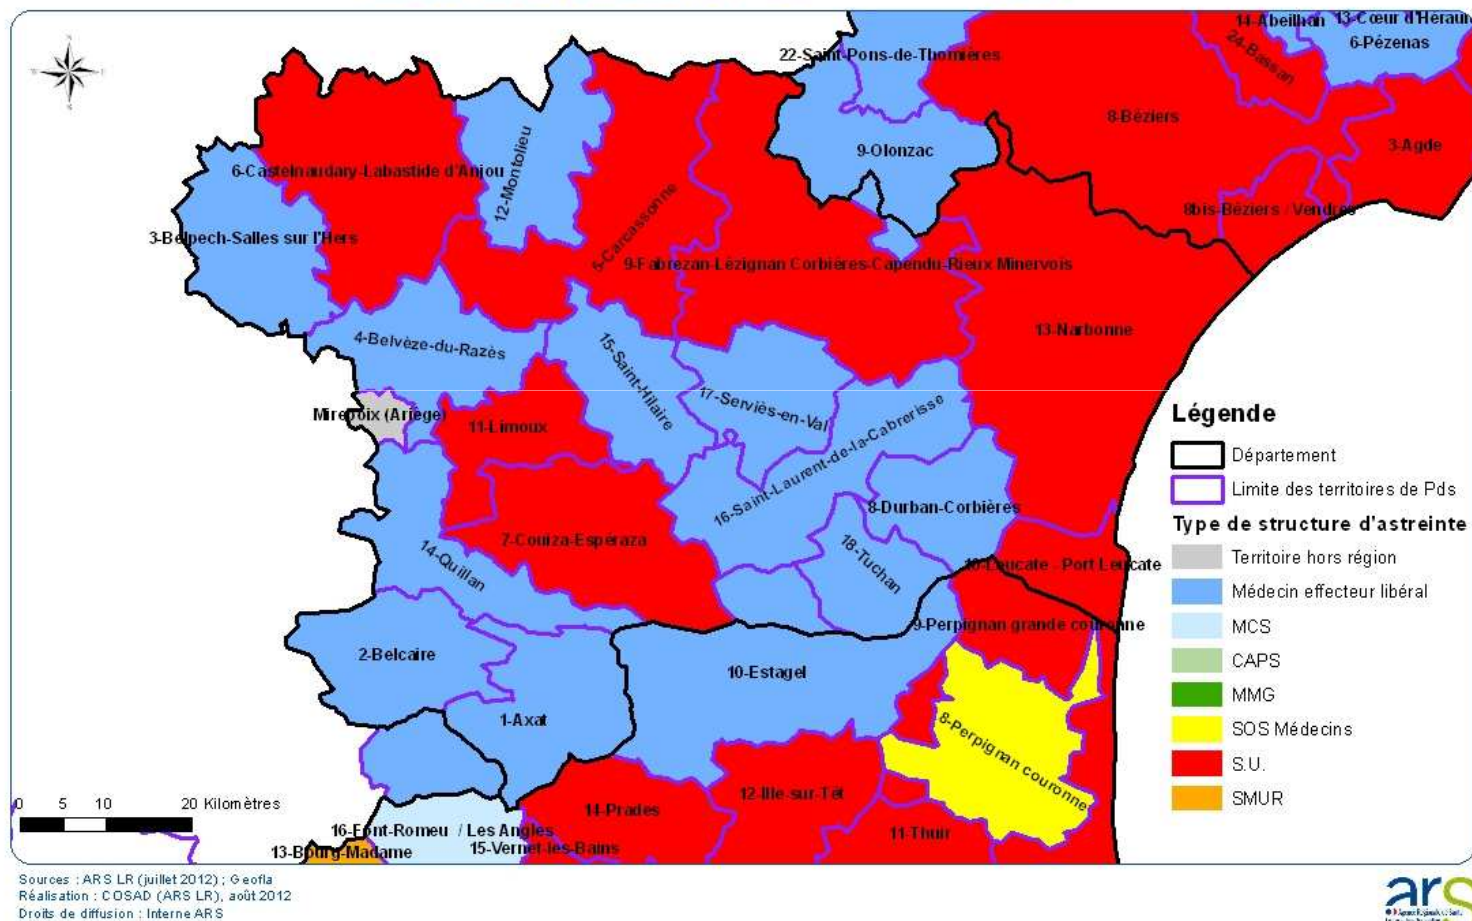 14-Abeilhan
13-Cœur d'Hérault
6-Pézenas
24-Bassan
22-Saint-Pons-de-Thomières
8-Béziers
3-Agde
9-Olonzac
6-Castelnaudary-Labastide d'Anjou
12-Montolieu
5-Carcassonne
8bis-Béziers / Vendres
3-Belpech-Salles sur l'Hers
9-Fabrezan-Lézignan Corbières-Capendu-Rieux Minervois
13-Narbonne
4-Belvèze-du-Razès
15-Saint-Hilaire
17-Serviès-en-Val
Mirepoix (Ariège)
11-Limoux
16-Saint-Laurent-de-la-Cabrerisse
8-Durban-Corbières
7-Couiza-Espéraza
14-Quillan
18-Tuchan
10-Leucate - Port Leucate
9-Perpignan grande couronne
2-Belcaire
10-Estagel
1-Axat
8-Perpignan couronne
14-Prades
12-Ille-sur-Têt
11-Thuir
16-Font-Romeu / Les Angles
15-Vernet-les-Bains
13-Bourg-Madame
0 5 10 20 Kilomètres
Légende
Département
Limite des territoires de Pds
Type de structure d'astreinte
Territoire hors région
Médecin effecteur libéral
MCS
CAPS
MMG
SOS Médecins
S.U.
SMUR
Sources : ARS LR (juillet 2012) ; Geofla
Réalisation : COSAD (ARS LR), août 2012
Droits de diffusion : Interne ARS
ars